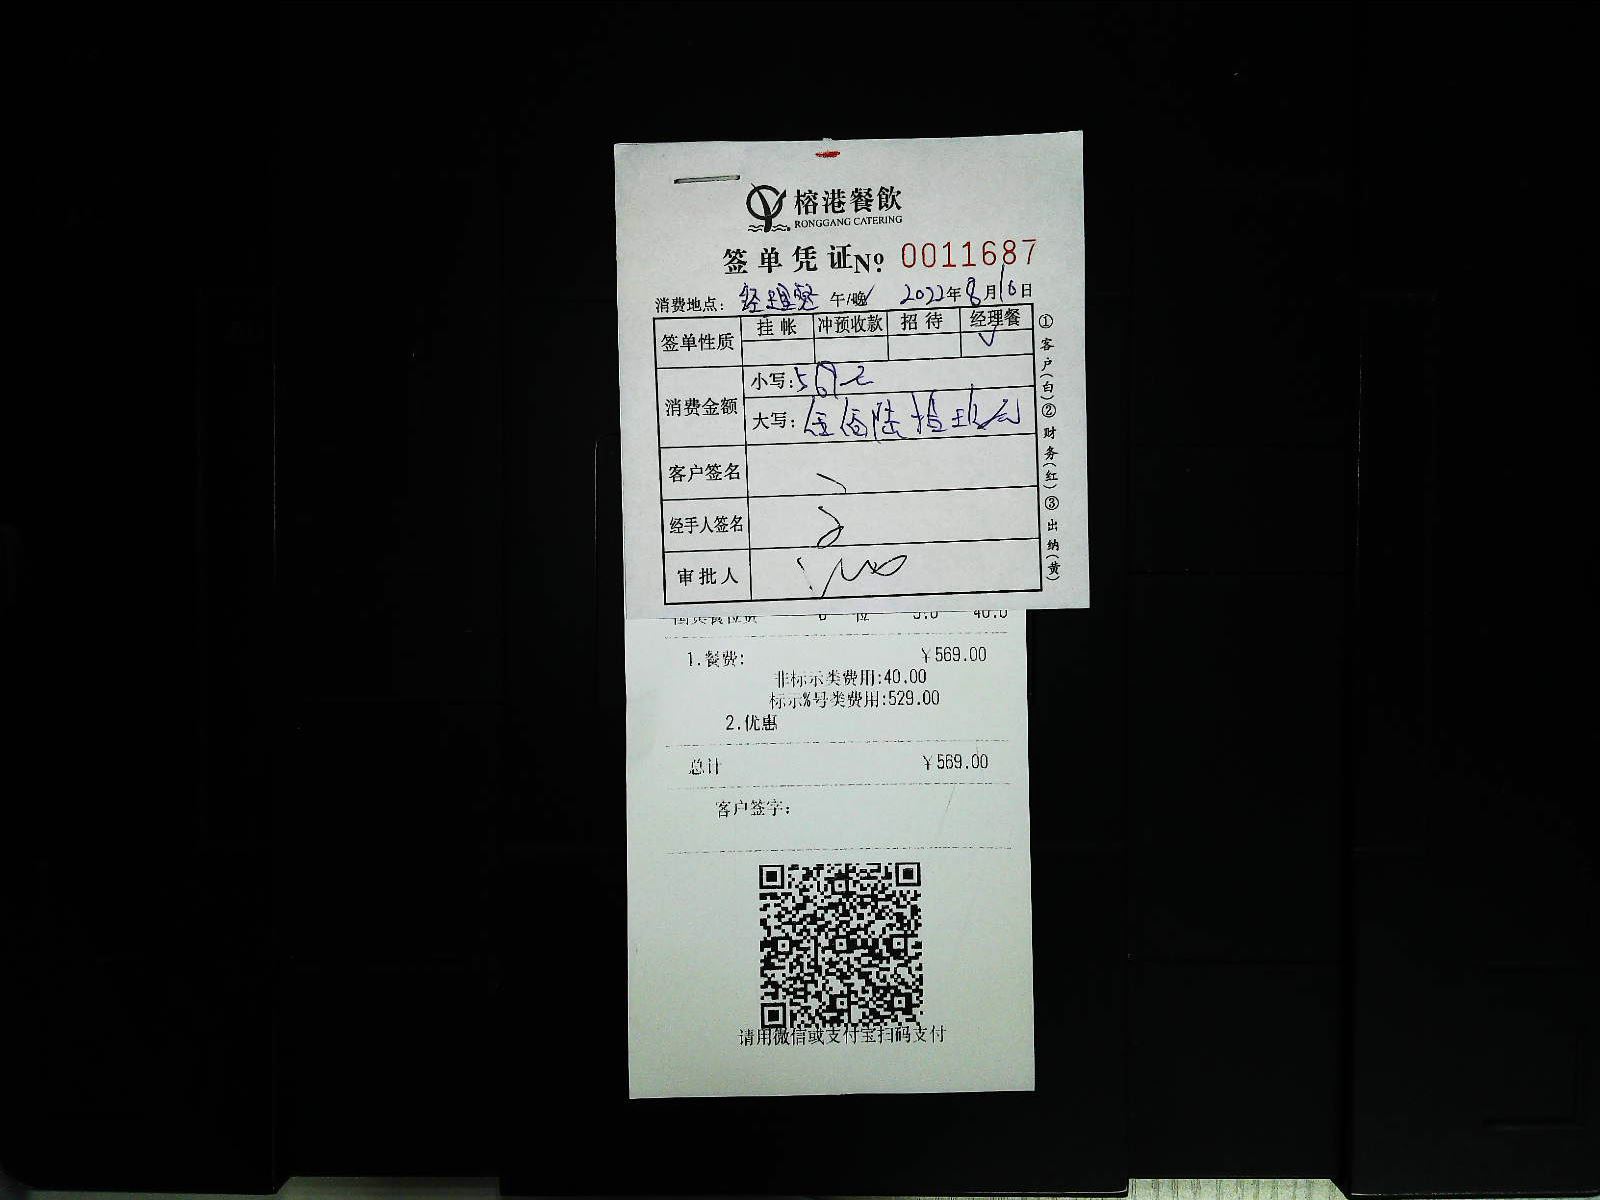 榕港餐飲
RONGGANG CATERING
签单凭证 № 0011687
消费地点: 经理餐 午/晚✓ 2022年8月16日
签单性质 挂帐 冲预收款 招待 经理餐
✓
消费金额 小写: 569元
大写: 伍佰陆拾玖元
客户签名
经手人签名
审批人
①客户(白)②财务(红)③出纳(黄)
1.餐费: ¥569.00
非标示类费用:40.00
标示%号类费用:529.00
2.优惠
总计 ¥569.00
客户签字:
请用微信或支付宝扫码支付